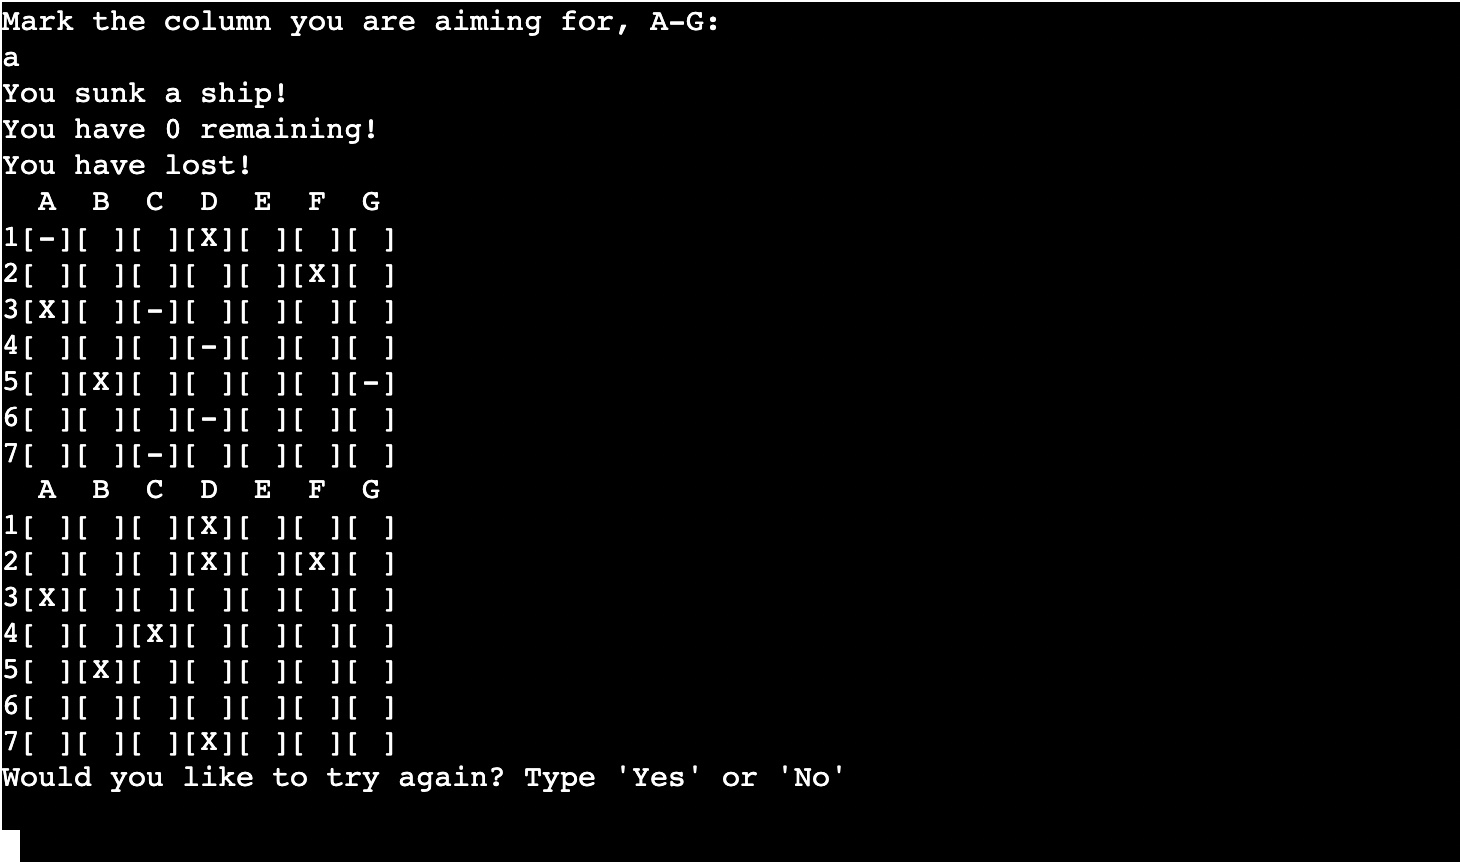 Mark the column you are aiming for, A-G:
a
You sunk a ship!
You have 0 remaining!
You have lost!
  A  B  C  D  E  F  G
1[-][ ][ ][X][ ][ ][ ]
2[ ][ ][ ][ ][ ][X][ ]
3[X][ ][-][ ][ ][ ][ ]
4[ ][ ][ ][-][ ][ ][ ]
5[ ][X][ ][ ][ ][ ][-]
6[ ][ ][ ][-][ ][ ][ ]
7[ ][ ][-][ ][ ][ ][ ]
  A  B  C  D  E  F  G
1[ ][ ][ ][X][ ][ ][ ]
2[ ][ ][ ][X][ ][X][ ]
3[X][ ][ ][ ][ ][ ][ ]
4[ ][ ][X][ ][ ][ ][ ]
5[ ][X][ ][ ][ ][ ][ ]
6[ ][ ][ ][ ][ ][ ][ ]
7[ ][ ][ ][X][ ][ ][ ]
Would you like to try again? Type 'Yes' or 'No'